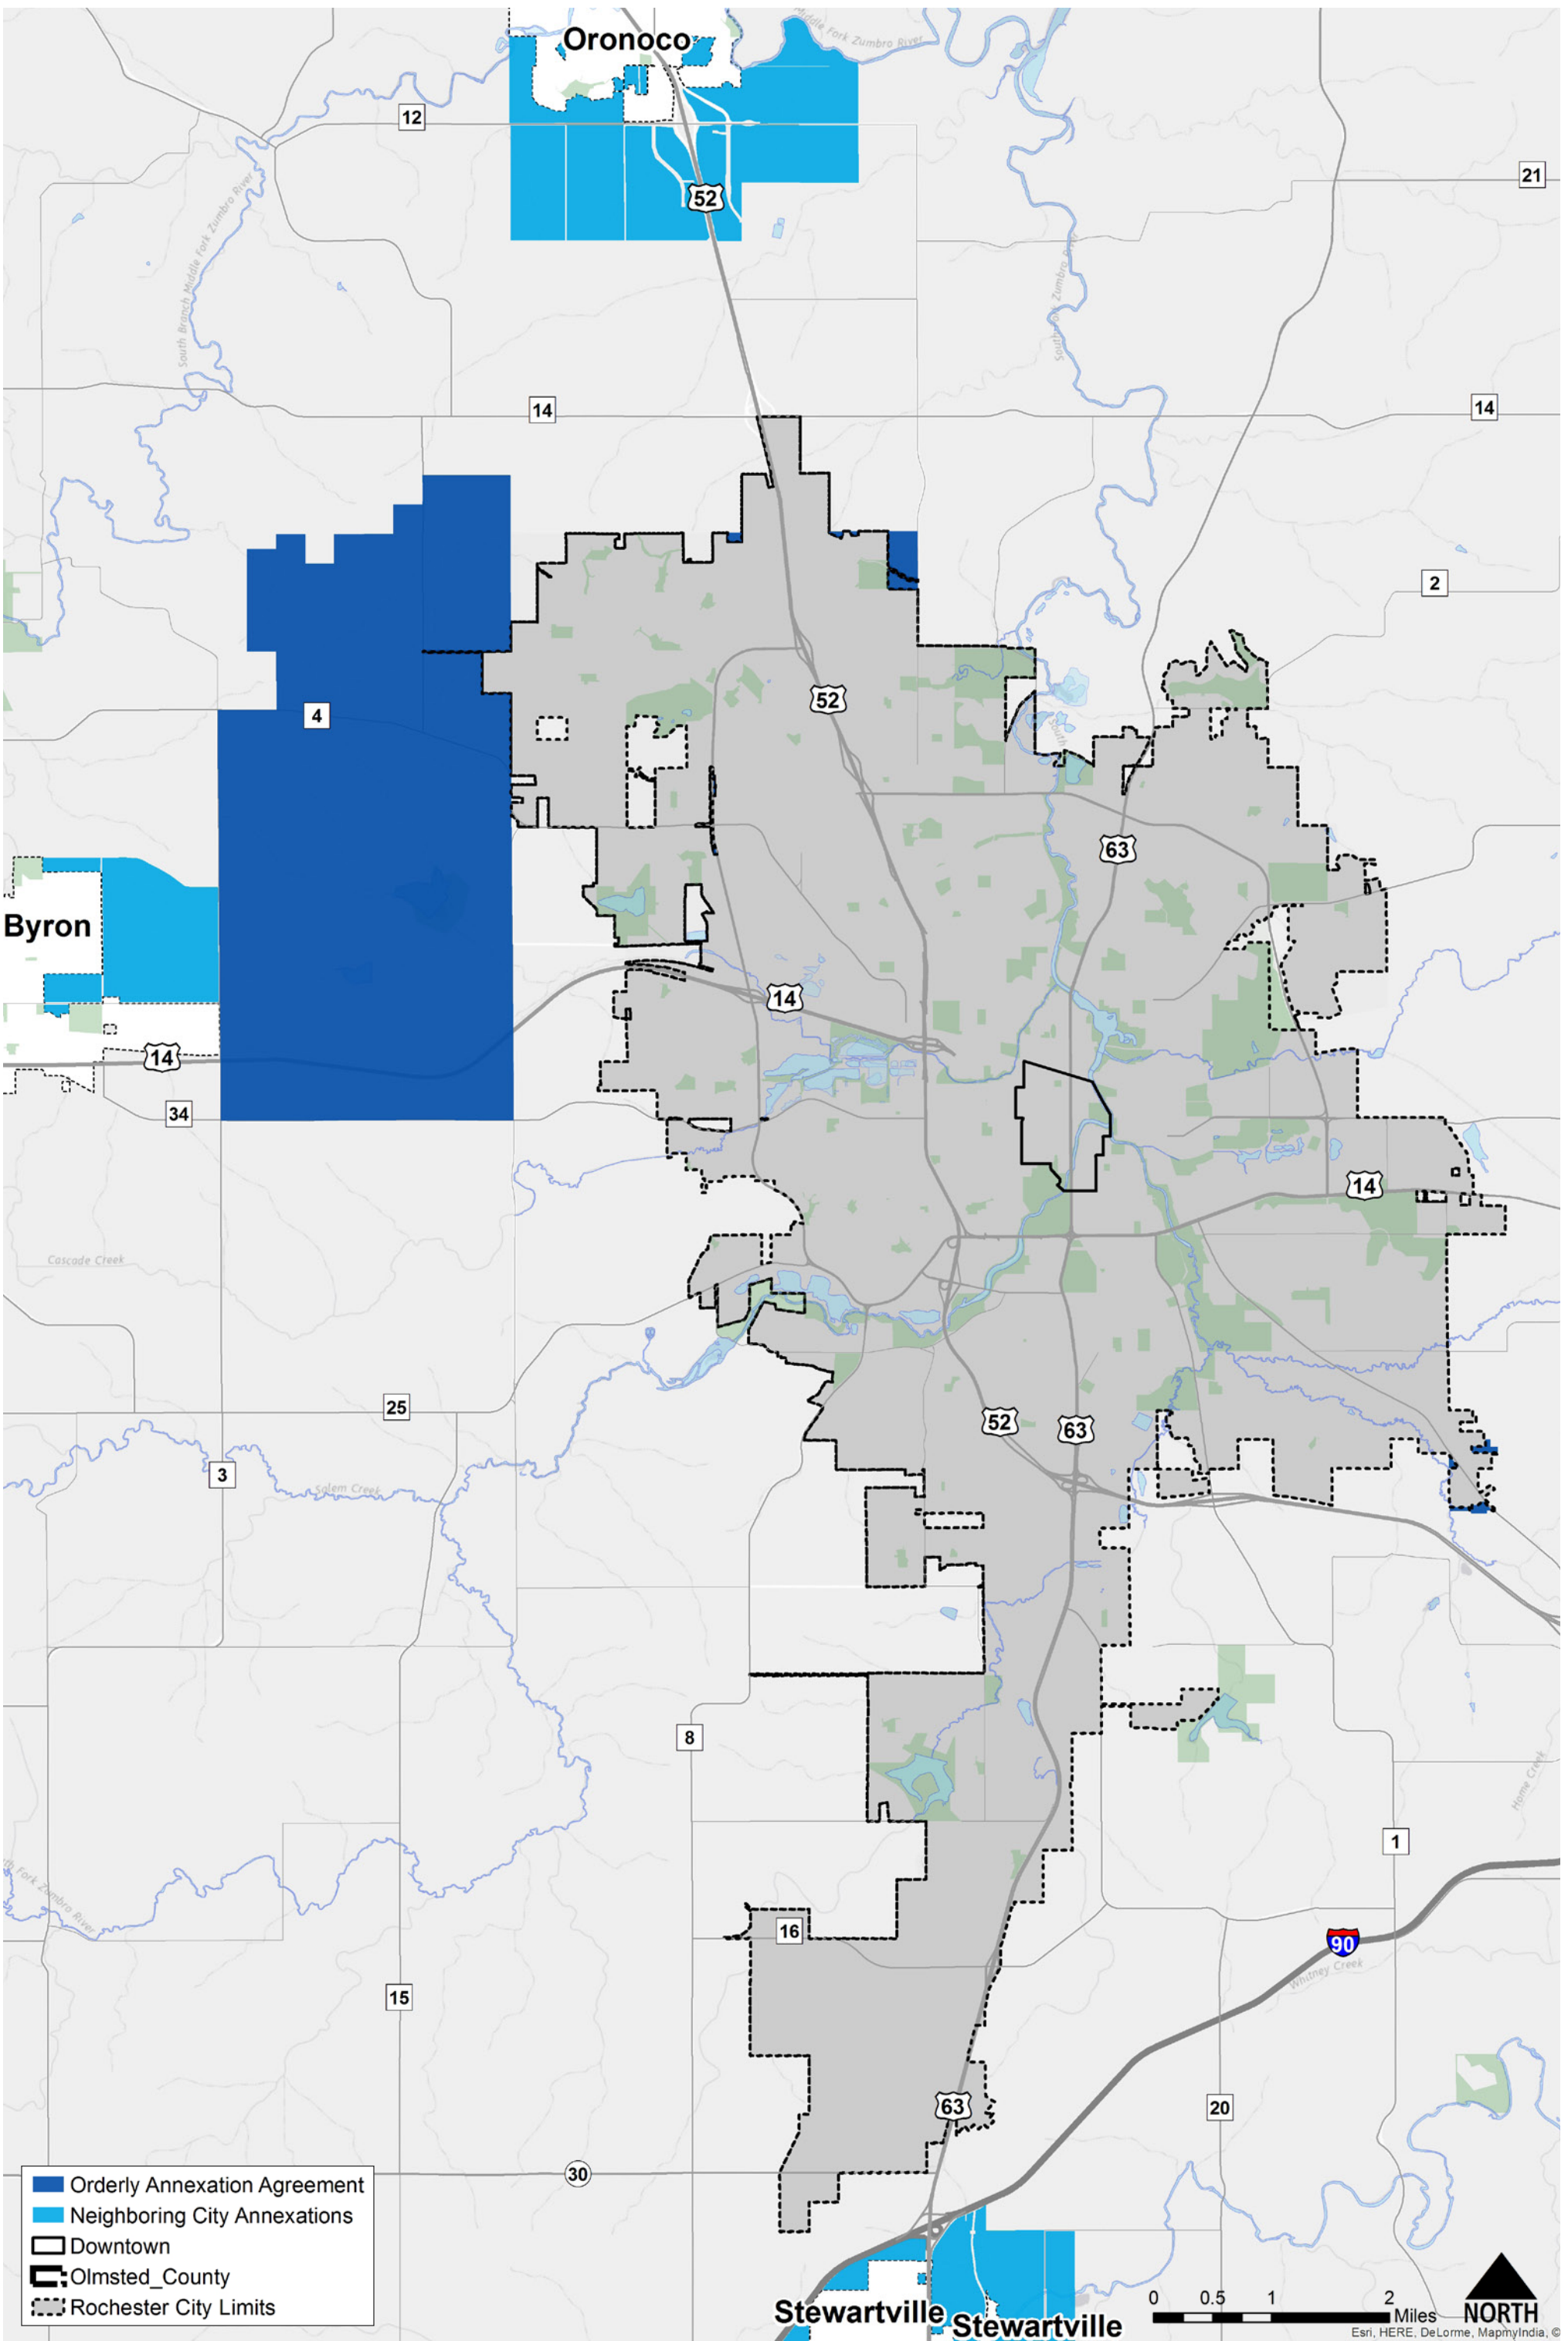 Oronoco
Middle Fork Zumbro River
12
21
52
South Branch Middle Fork Zumbro River
South Fork Zumbro River
14
14
2
4
52
South
63
Byron
14
14
34
14
Cascade Creek
25
52
63
3
Salem Creek
8
Home Creek
1
Fork Zumbro River
16
90
Whitney Creek
15
63
20
30
Orderly Annexation Agreement
Neighboring City Annexations
Downtown
Olmsted_County
Rochester City Limits
0 0.5 1 2
Miles
NORTH
Stewartville
Stewartville
Esri, HERE, DeLorme, MapmyIndia, ©